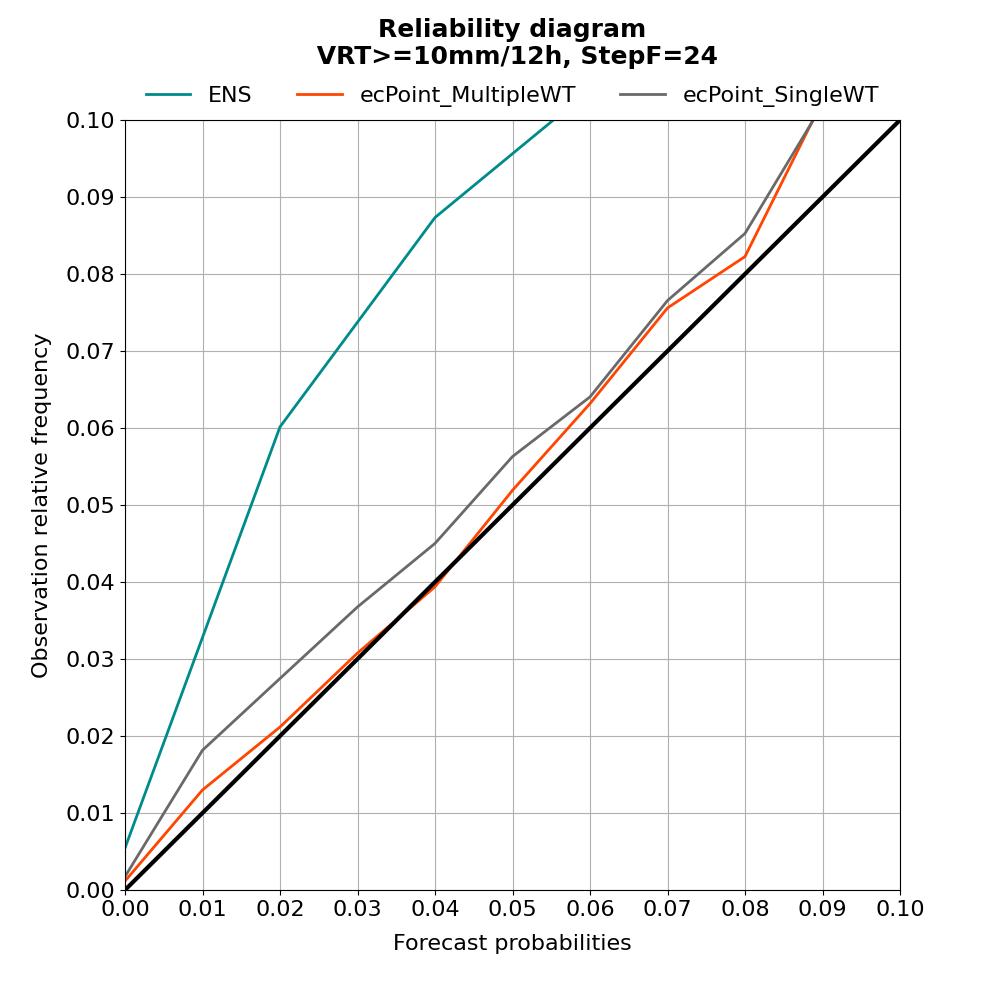 Reliability diagram
VRT>=10mm/12h, StepF=24
ENS ecPoint_MultipleWT ecPoint_SingleWT
0.10
0.09
0.08
0.07
0.06
0.05
0.04
0.03
0.02
0.01
0.00
Observation relative frequency
0.00 0.01 0.02 0.03 0.04 0.05 0.06 0.07 0.08 0.09 0.10
Forecast probabilities